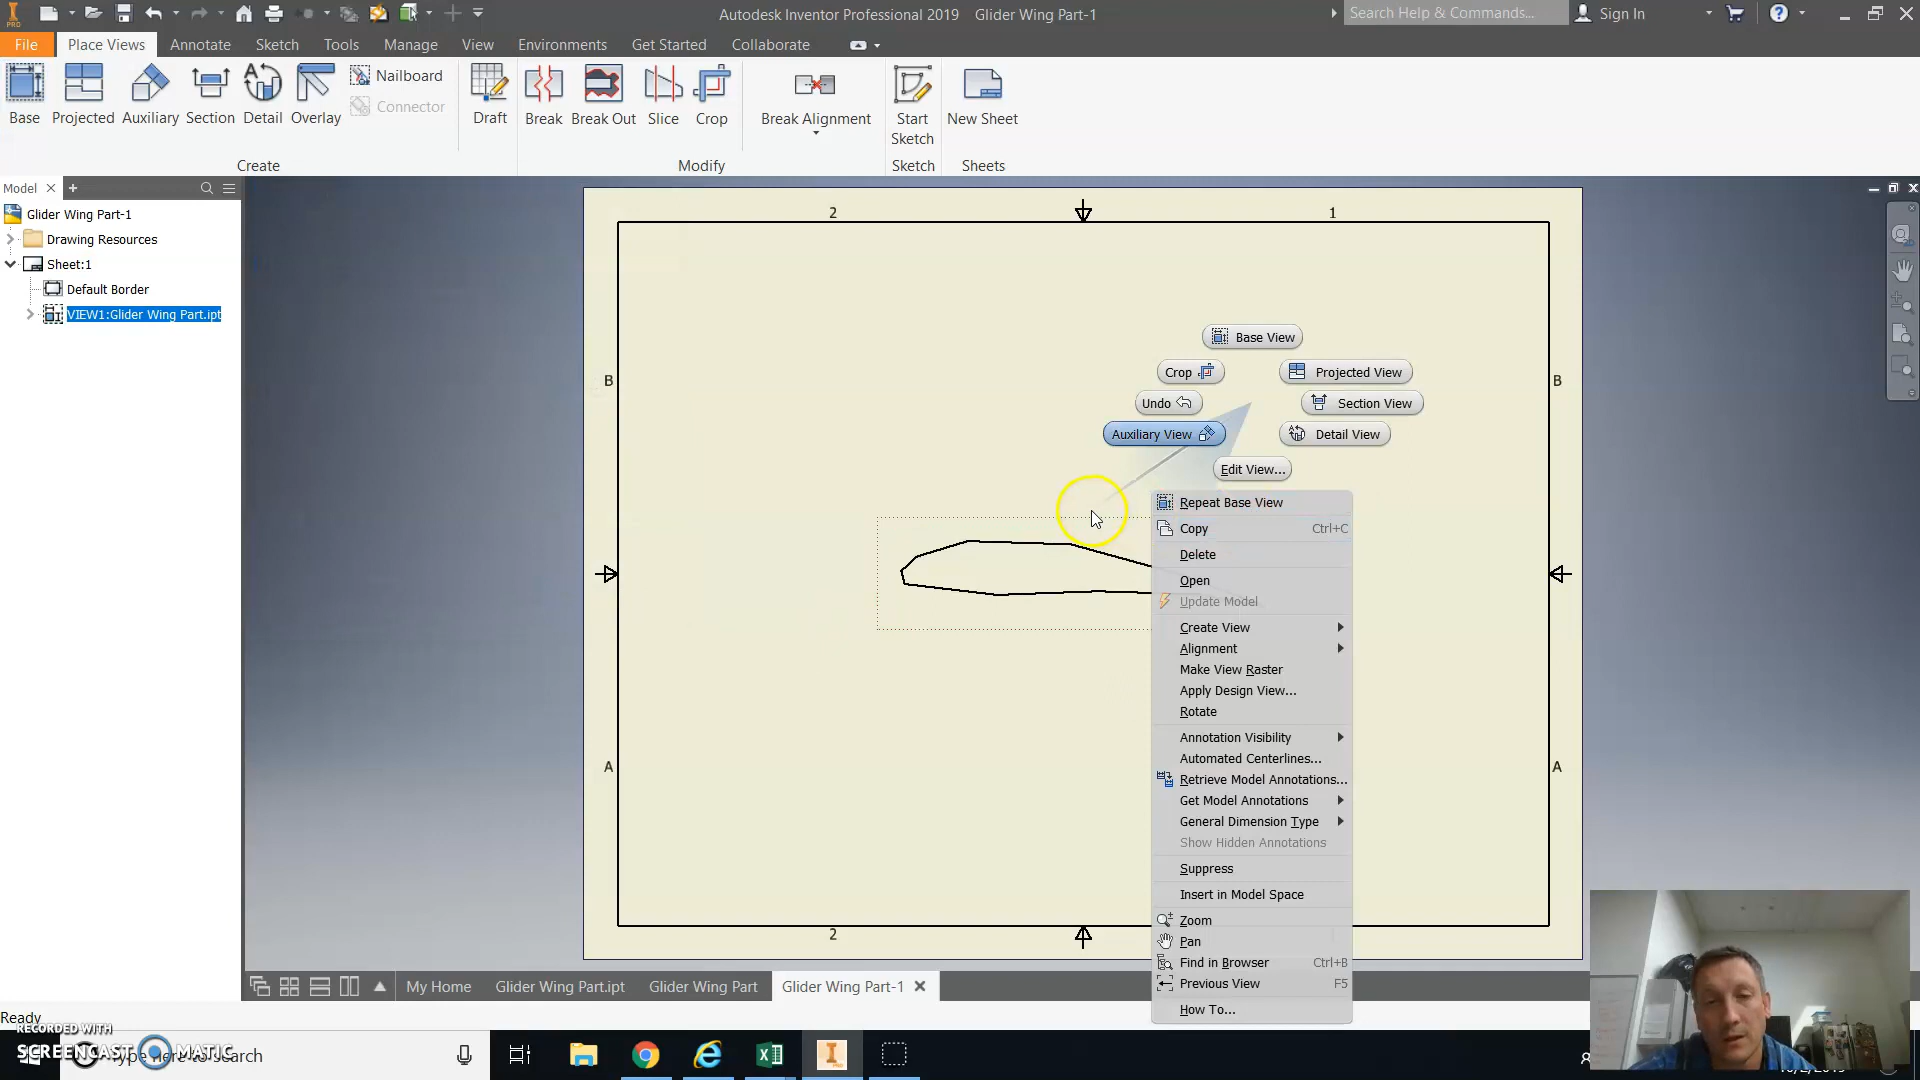 PRO
Autodesk Inventor Professional 2019 Glider Wing Part-1
Search Help & Commands...
Sign In
File Place Views Annotate Sketch Tools Manage View Environments Get Started Collaborate
Base Projected Auxiliary Section Detail Overlay
Nailboard
Connector
Draft Break Break Out Slice Crop
Break Alignment
Start
Sketch
New Sheet
Create Modify Sketch Sheets
Model
Glider Wing Part-1
Drawing Resources
Sheet:1
Default Border
VIEW1:Glider Wing Part.ipt
2 1
B B
A A
2
Base View
Crop
Projected View
Undo
Section View
Auxiliary View
Detail View
Edit View...
Repeat Base View
Copy Ctrl+C
Delete
Open
Update Model
Create View
Alignment
Make View Raster
Apply Design View...
Rotate
Annotation Visibility
Automated Centerlines...
Retrieve Model Annotations...
Get Model Annotations
General Dimension Type
Show Hidden Annotations
Suppress
Insert in Model Space
Zoom
Pan
Find in Browser Ctrl+B
Previous View F5
How To...
My Home Glider Wing Part.ipt Glider Wing Part Glider Wing Part-1
Ready
RECORDED WITH
SCREENCAST MATIC
Type here to search